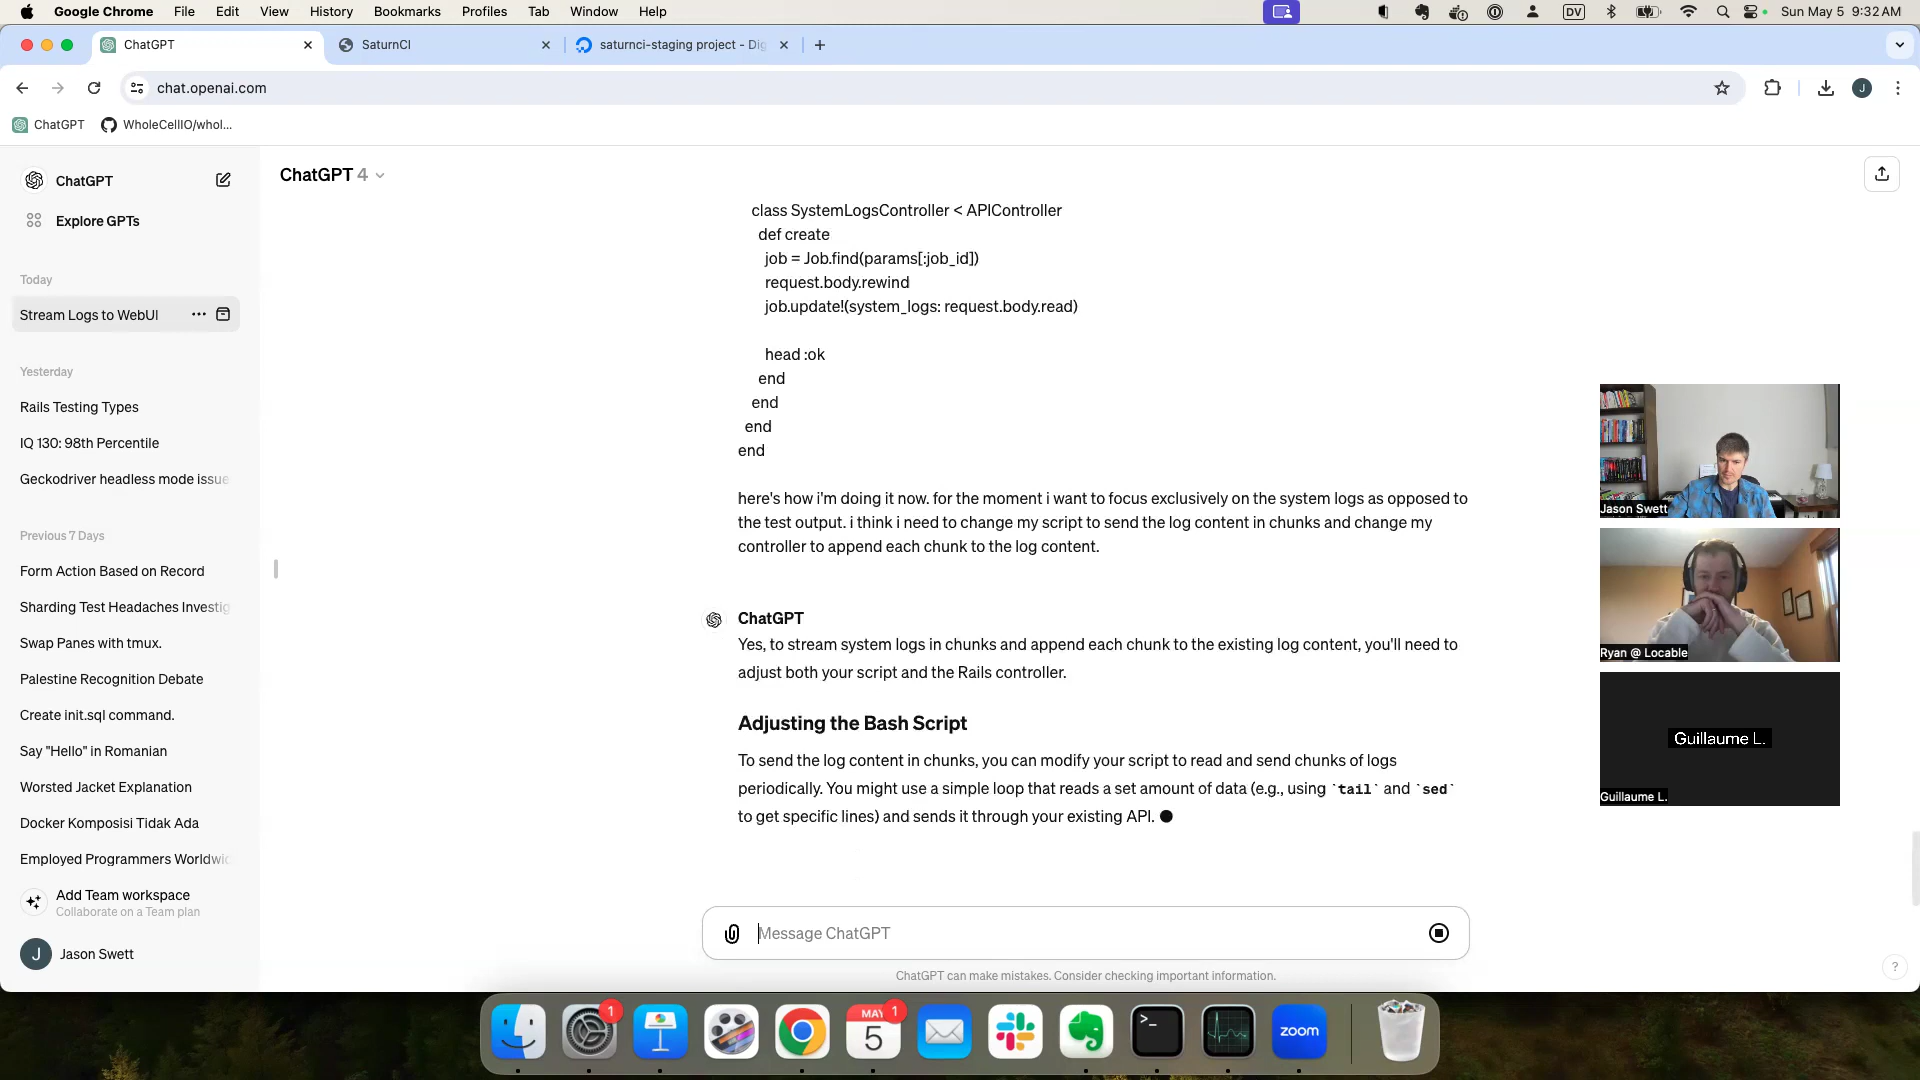 Google Chrome File Edit View History Bookmarks Profiles Tab Window Help DV Sun May 5 9:32 AM
ChatGPT SaturnCI saturnci-staging project - Dig
chat.openai.com J
ChatGPT WholeCellIO/whol...
ChatGPT
Explore GPTs
Today
Stream Logs to WebUI
Yesterday
Rails Testing Types
IQ 130: 98th Percentile
Geckodriver headless mode issue
Previous 7 Days
Form Action Based on Record
Sharding Test Headaches Investig
Swap Panes with tmux.
Palestine Recognition Debate
Create init.sql command.
Say "Hello" in Romanian
Worsted Jacket Explanation
Docker Komposisi Tidak Ada
Employed Programmers Worldwid
Add Team workspace
Collaborate on a Team plan
J Jason Swett
ChatGPT 4
class SystemLogsController < APIController
def create
job = Job.find(params[:job_id])
request.body.rewind
job.update!(system_logs: request.body.read)
head :ok
end
end
end
end
here's how i'm doing it now. for the moment i want to focus exclusively on the system logs as opposed to
the test output. i think i need to change my script to send the log content in chunks and change my
controller to append each chunk to the log content.
ChatGPT
Yes, to stream system logs in chunks and append each chunk to the existing log content, you'll need to
adjust both your script and the Rails controller.
Adjusting the Bash Script
To send the log content in chunks, you can modify your script to read and send chunks of logs
periodically. You might use a simple loop that reads a set amount of data (e.g., using `tail` and `sed`
to get specific lines) and sends it through your existing API.
Message ChatGPT
ChatGPT can make mistakes. Consider checking important information.
?
Jason Swett
Ryan @ Locable
Guillaume L.
Guillaume L.
1 MAY 1
5 >_ zoom